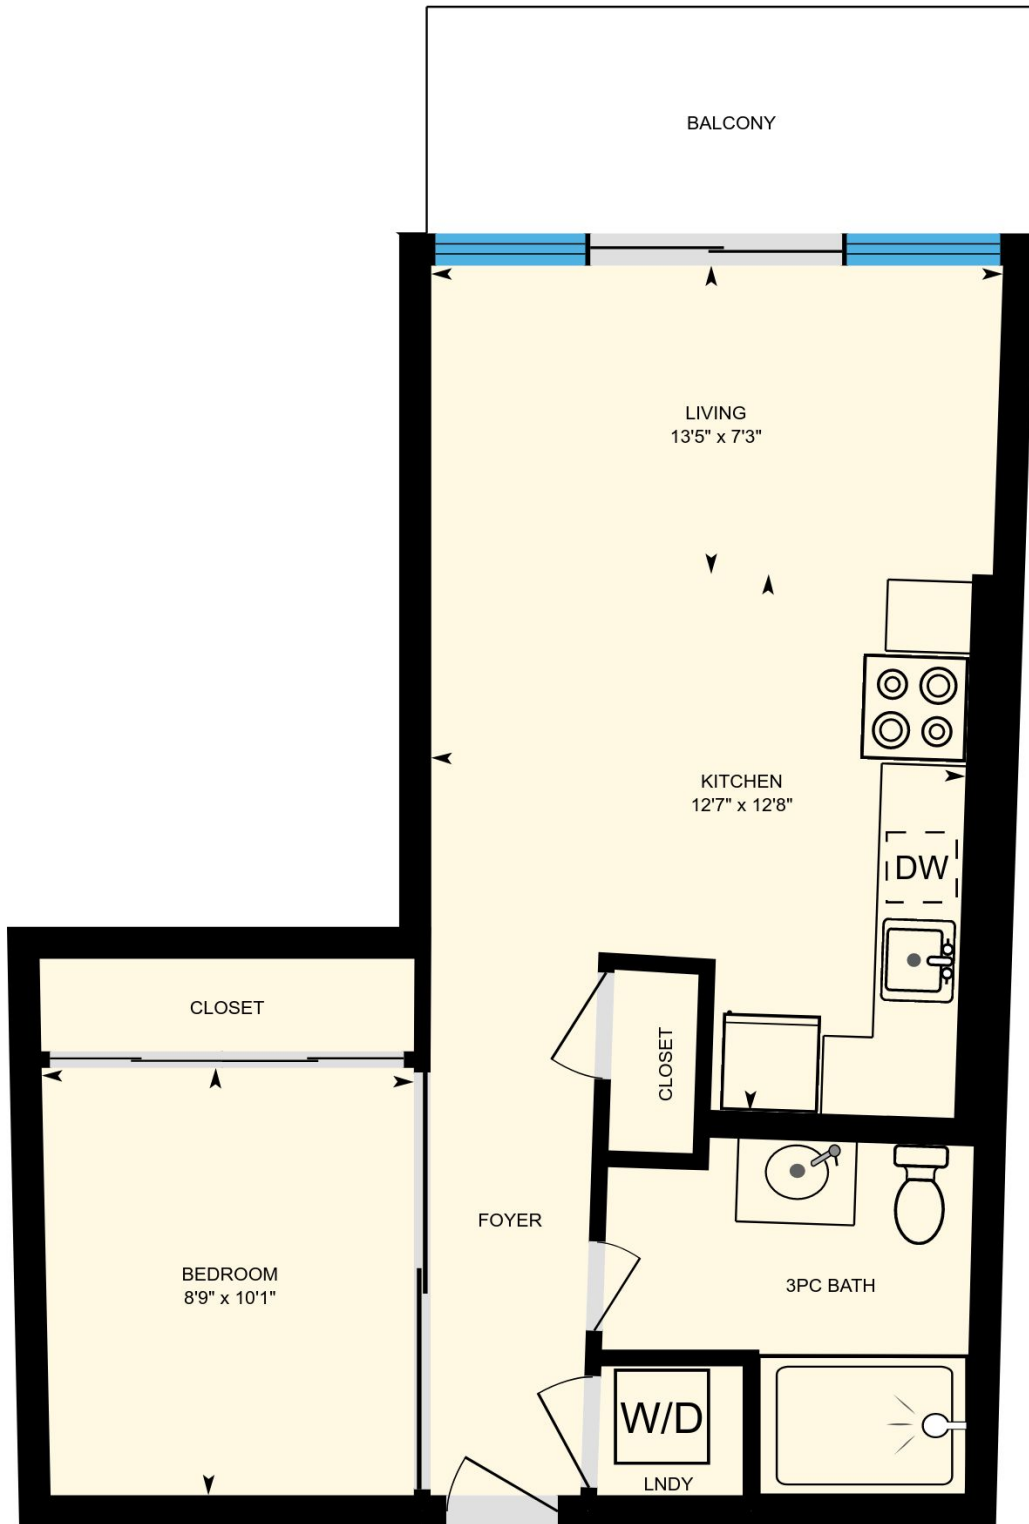 BALCONY
LIVING
13'5" x 7'3"
KITCHEN
12'7" x 12'8"
DW
CLOSET
CLOSET
FOYER
BEDROOM
8'9" x 10'1"
3PC BATH
W/D
LNDY